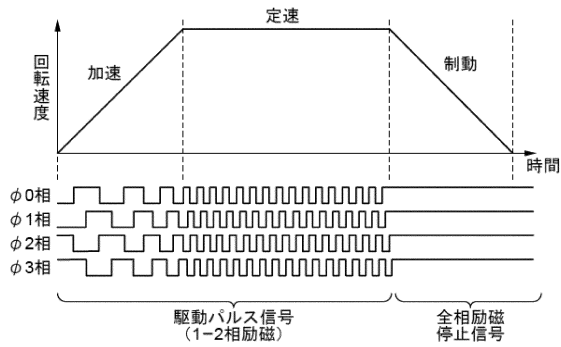 定速
加速
制動
回転速度
時間
φ0相
φ1相
φ2相
φ3相
駆動パルス信号
(1−2相励磁)
全相励磁
停止信号